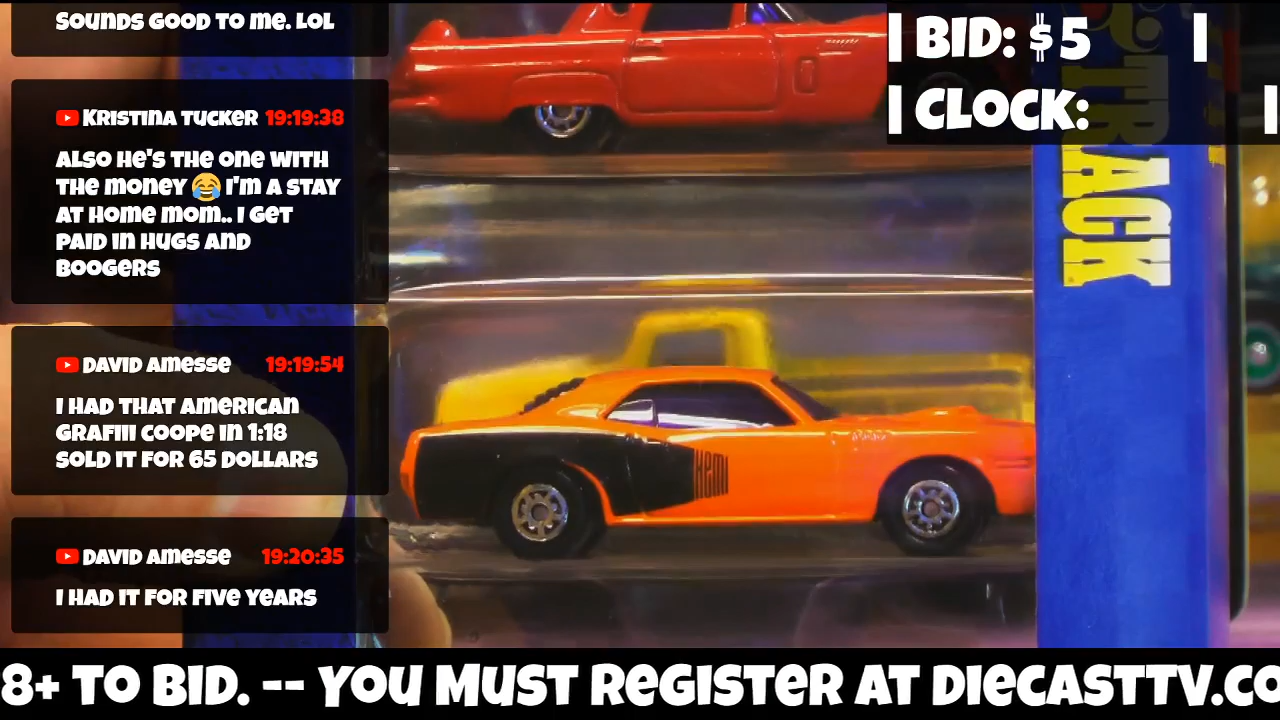 SOUNDS GOOD TO ME. LOL
KRISTINA TUCKER 19:19:38
ALSO HE'S THE ONE WITH
THE MONEY 😂 I'M A STAY
AT HOME MOM.. I GET
PAID IN HUGS AND
BOOGERS
DAVID AMESSE 19:19:54
I HAD THAT AMERICAN
GRAFIII COOPE IN 1:18
SOLD IT FOR 65 DOLLARS
DAVID AMESSE 19:20:35
I HAD IT FOR FIVE YEARS
| BID: $5 |
| CLOCK: |
TRACK
HEMI
8+ TO BID. -- YOU MUST REGISTER AT DIECASTTV.CO